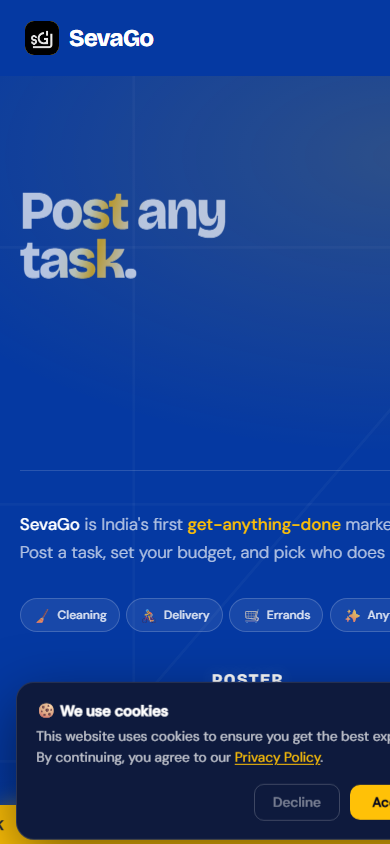 SGJ SevaGo
Post any
task.
SevaGo is India's first get-anything-done marke
Post a task, set your budget, and pick who does
Cleaning Delivery Errands Any
POSTER
We use cookies
This website uses cookies to ensure you get the best exp
By continuing, you agree to our Privacy Policy.
Decline Acc
K